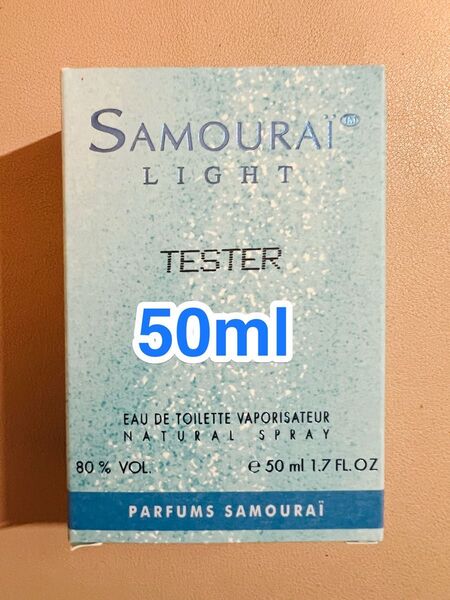 SAMOURAÏ TM
LIGHT
TESTER
50ml
EAU DE TOILETTE VAPORISATEUR
NATURAL SPRAY
80% VOL.
℮ 50 ml 1.7 FL.OZ
PARFUMS SAMOURAÏ